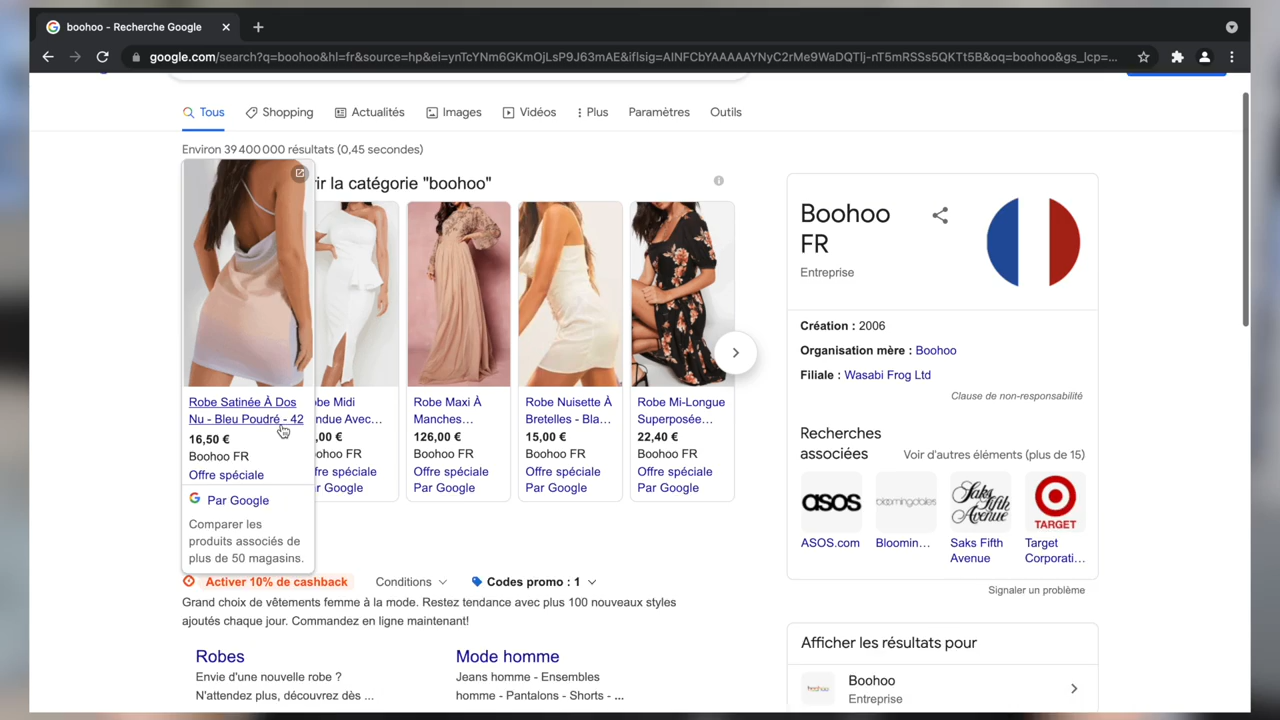 boohoo - Recherche Google
google.com/search?q=boohoo&hl=fr&source=hp&ei=ynTcYNm6GKmOjLsP9J63mAE&iflsig=AINFCbYAAAAAYNyC2rMe9WaDQTlj-nT5mRSSs5QKTt5B&oq=boohoo&gs_lcp=...
Tous
Shopping
Actualités
Images
Vidéos
Plus
Paramètres
Outils
Environ 39 400 000 résultats (0,45 secondes)
rir la catégorie "boohoo"
Robe Satinée À Dos
Nu - Bleu Poudré - 42
16,50 €
Boohoo FR
Offre spéciale
Par Google
Comparer les
produits associés de
plus de 50 magasins.
be Midi
ndue Avec...
,00 €
Boohoo FR
fre spéciale
r Google
Robe Maxi À
Manches...
126,00 €
Boohoo FR
Offre spéciale
Par Google
Robe Nuisette À
Bretelles - Bla...
15,00 €
Boohoo FR
Offre spéciale
Par Google
Robe Mi-Longue
Superposée...
22,40 €
Boohoo FR
Offre spéciale
Par Google
Activer 10% de cashback
Conditions
Codes promo : 1
Grand choix de vêtements femme à la mode. Restez tendance avec plus 100 nouveaux styles
ajoutés chaque jour. Commandez en ligne maintenant!
Robes
Envie d'une nouvelle robe ?
N'attendez plus, découvrez dès ...
Mode homme
Jeans homme - Ensembles
homme - Pantalons - Shorts - ...
Boohoo
FR
Entreprise
Création : 2006
Organisation mère : Boohoo
Filiale : Wasabi Frog Ltd
Clause de non-responsabilité
Recherches
associées
Voir d'autres éléments (plus de 15)
asos
bloomingdales
Saks
Fifth
Avenue
TARGET
ASOS.com
Bloomin...
Saks Fifth
Avenue
Target
Corporati...
Signaler un problème
Afficher les résultats pour
boohoo
Boohoo
Entreprise